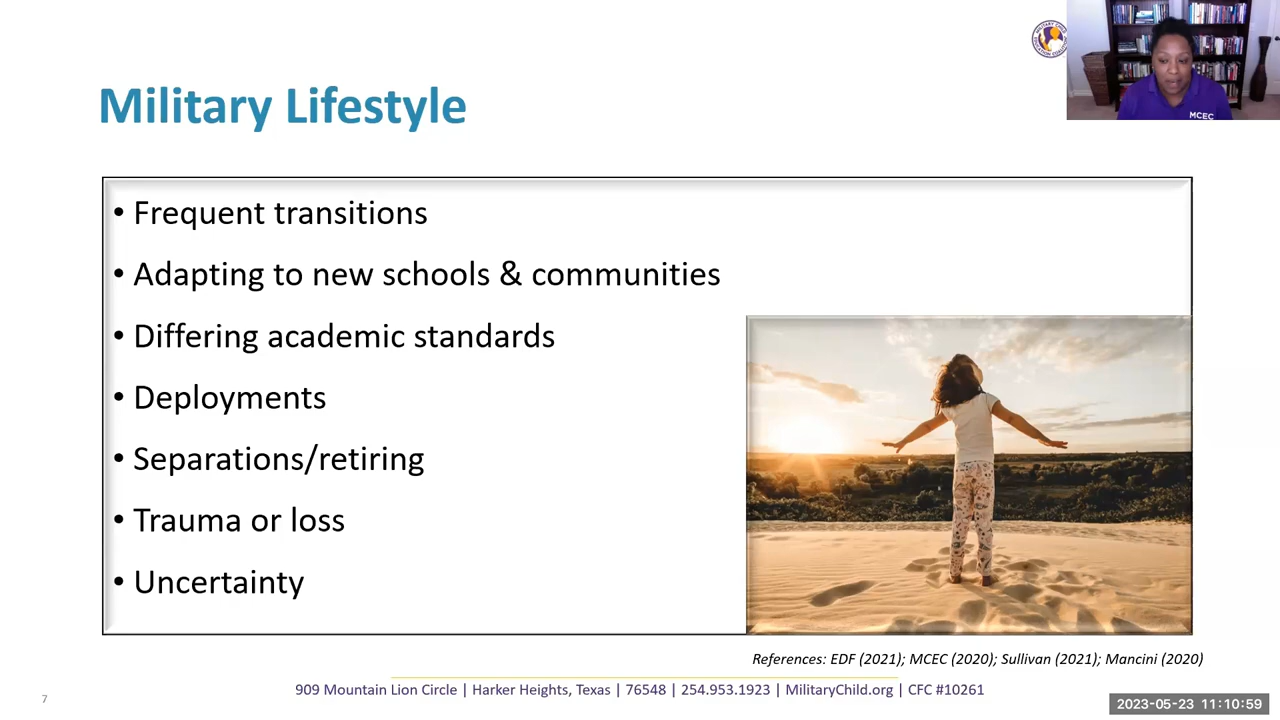 MCEC
Military Lifestyle
• Frequent transitions
• Adapting to new schools & communities
• Differing academic standards
• Deployments
• Separations/retiring
• Trauma or loss
• Uncertainty
References: EDF (2021); MCEC (2020); Sullivan (2021); Mancini (2020)
909 Mountain Lion Circle | Harker Heights, Texas | 76548 | 254.953.1923 | MilitaryChild.org | CFC #10261
7
2023-05-23 11:10:59